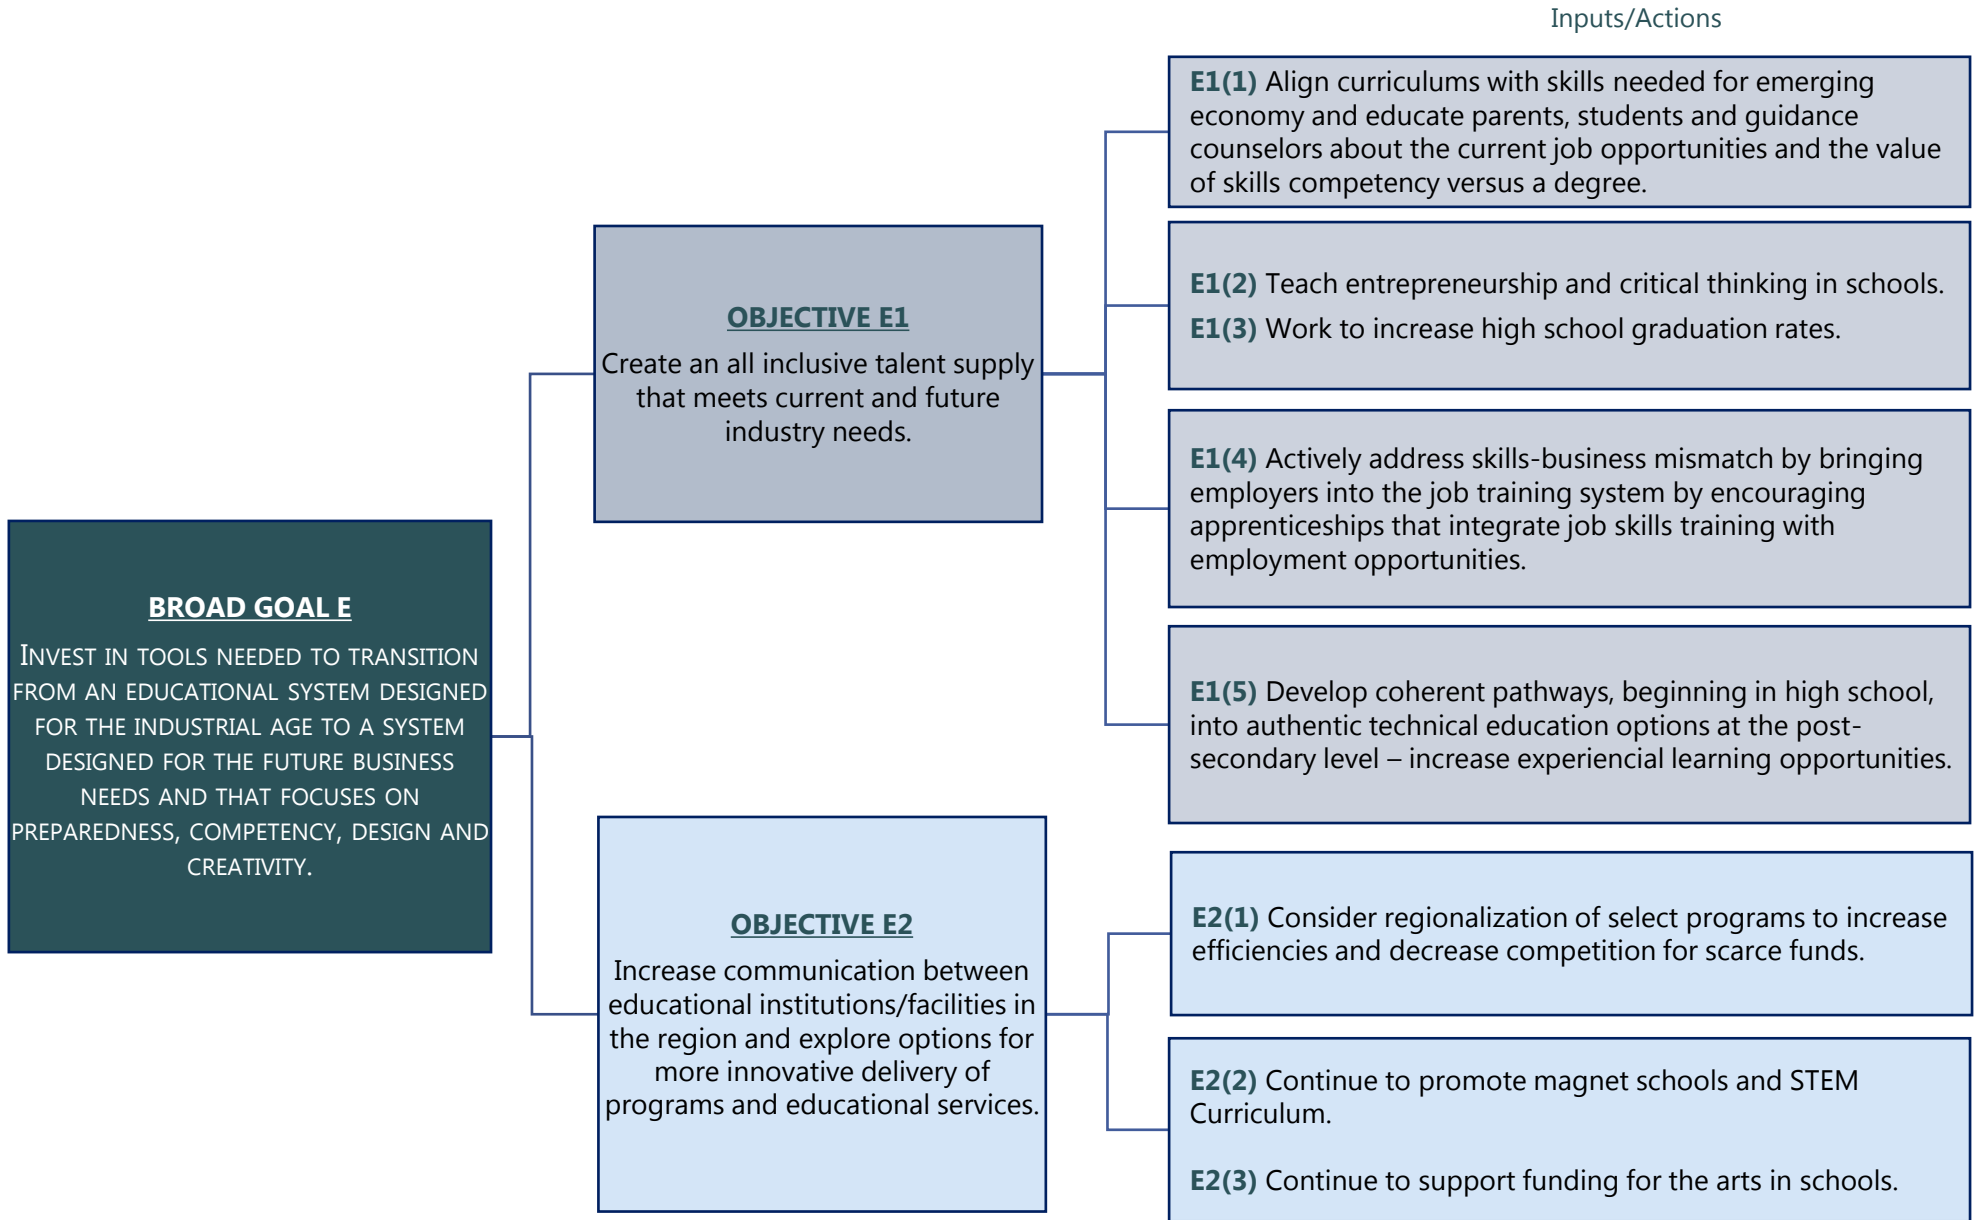 Inputs/Actions
E1(1) Align curriculums with skills needed for emerging
economy and educate parents, students and guidance
counselors about the current job opportunities and the value
of skills competency versus a degree.
OBJECTIVE E1
Create an all inclusive talent supply
that meets current and future
industry needs.
E1(2) Teach entrepreneurship and critical thinking in schools.
E1(3) Work to increase high school graduation rates.
E1(4) Actively address skills-business mismatch by bringing
employers into the job training system by encouraging
apprenticeships that integrate job skills training with
employment opportunities.
BROAD GOAL E
INVEST IN TOOLS NEEDED TO TRANSITION
FROM AN EDUCATIONAL SYSTEM DESIGNED
FOR THE INDUSTRIAL AGE TO A SYSTEM
DESIGNED FOR THE FUTURE BUSINESS
NEEDS AND THAT FOCUSES ON
PREPAREDNESS, COMPETENCY, DESIGN AND
CREATIVITY.
E1(5) Develop coherent pathways, beginning in high school,
into authentic technical education options at the post-
secondary level – increase experiencial learning opportunities.
OBJECTIVE E2
Increase communication between
educational institutions/facilities in
the region and explore options for
more innovative delivery of
programs and educational services.
E2(1) Consider regionalization of select programs to increase
efficiencies and decrease competition for scarce funds.
E2(2) Continue to promote magnet schools and STEM
Curriculum.
E2(3) Continue to support funding for the arts in schools.